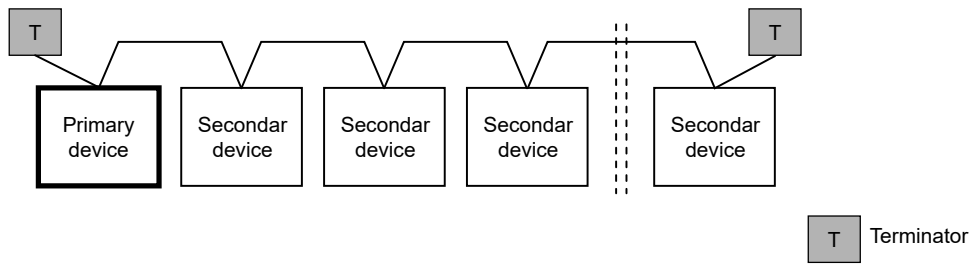 T
T
Primary
device
Secondar
device
Secondar
device
Secondar
device
Secondar
device
T
Terminator